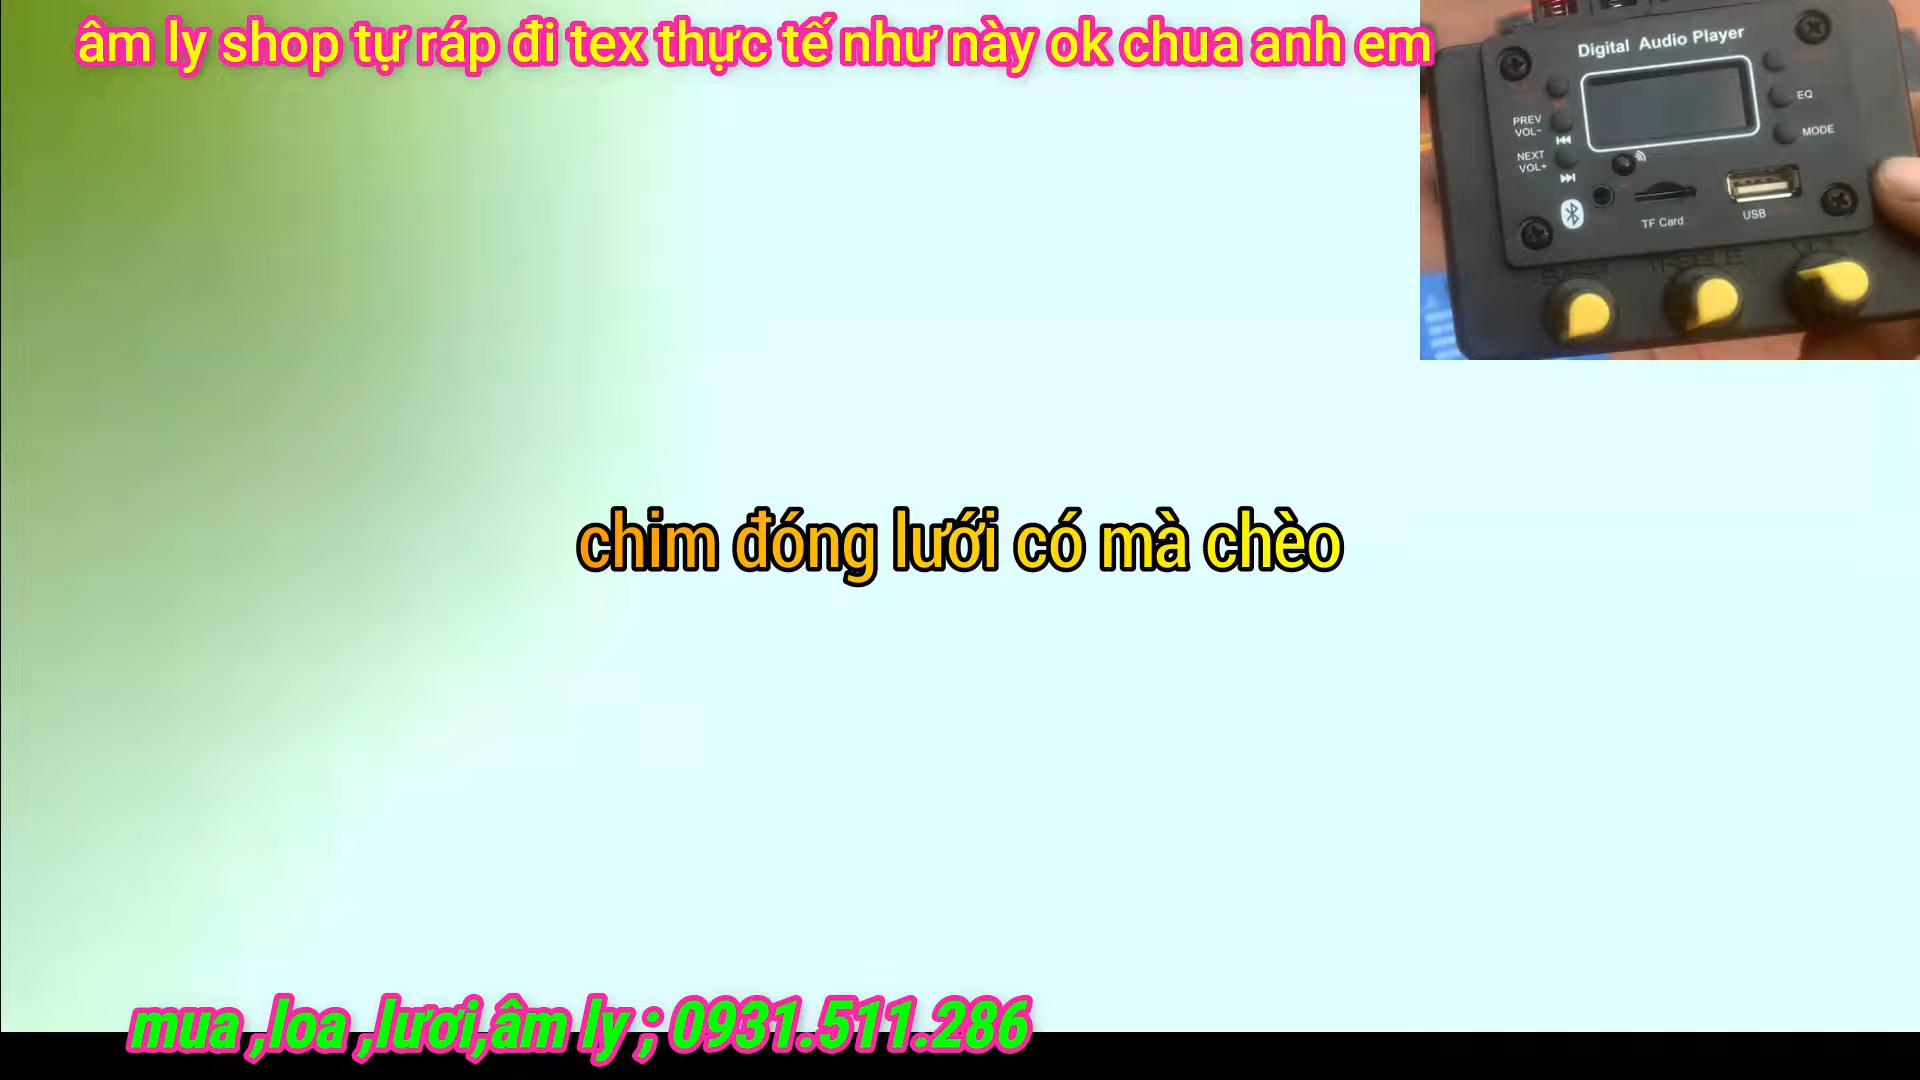 âm ly shop tự ráp đi tex thực tế như này ok chua anh em
Digital Audio Player
EQ
PREV
VOL-
MODE
NEXT
VOL+
TF Card
USB
chim đóng lưới có mà chèo
mua ,loa ,lươi,âm ly ; 0931.511.286